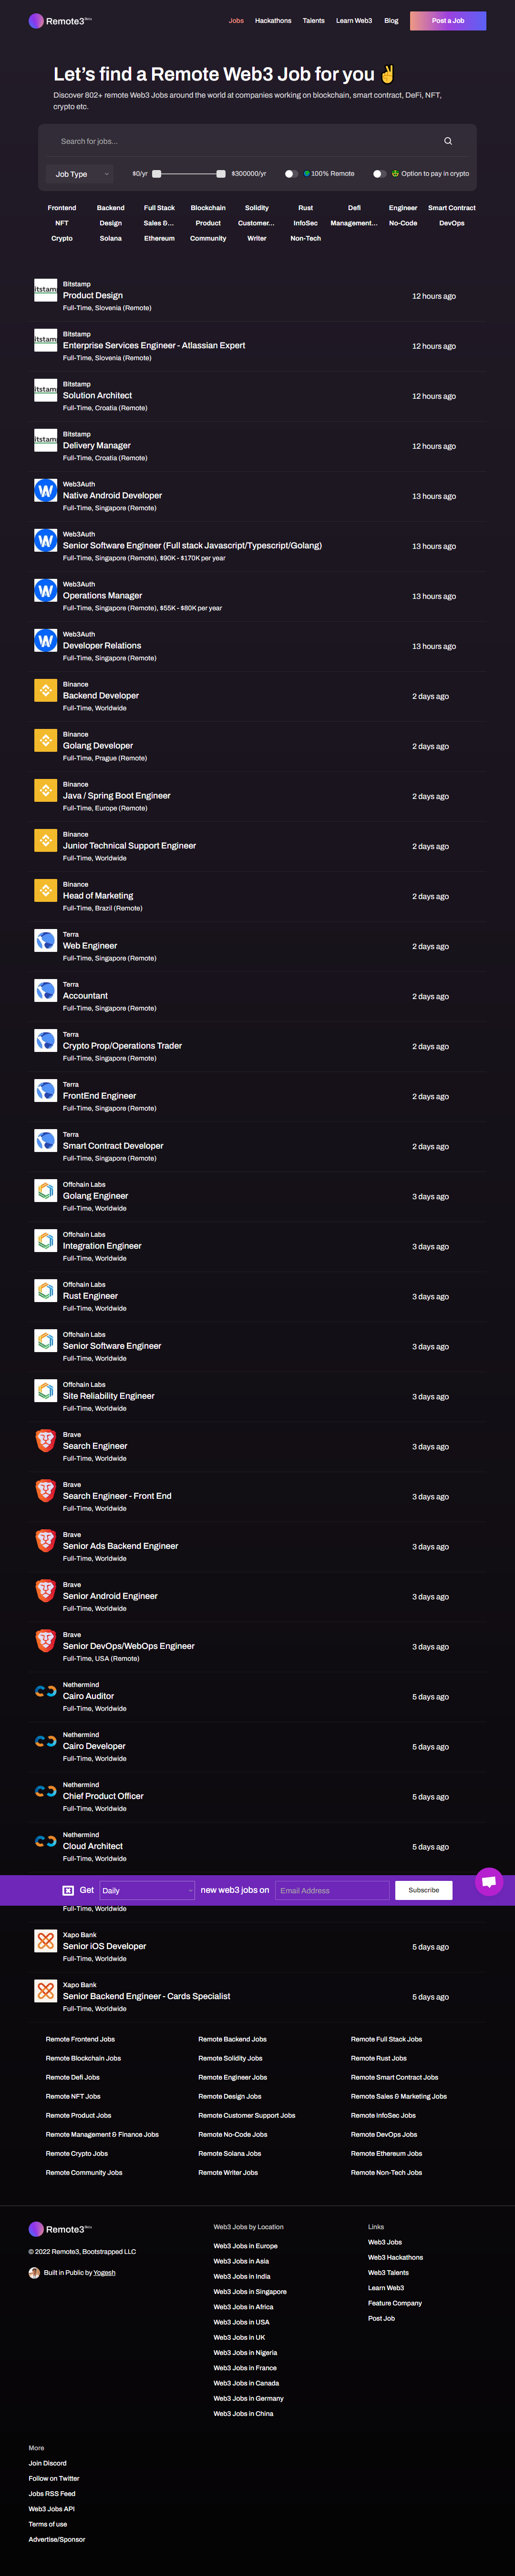 Remote3 Beta
Jobs Hackathons Talents Learn Web3 Blog Post a Job
Let's find a Remote Web3 Job for you ✌
Discover 802+ remote Web3 Jobs around the world at companies working on blockchain, smart contract, DeFi, NFT,
crypto etc.
Search for jobs...
Job Type $0/yr $300000/yr 100% Remote Option to pay in crypto
Frontend Backend Full Stack Blockchain Solidity Rust Defi Engineer Smart Contract
NFT Design Sales &... Product Customer... InfoSec Management... No-Code DevOps
Crypto Solana Ethereum Community Writer Non-Tech
itstam
Bitstamp
Product Design
Full-Time, Slovenia (Remote)
12 hours ago
itstam
Bitstamp
Enterprise Services Engineer - Atlassian Expert
Full-Time, Slovenia (Remote)
12 hours ago
itstam
Bitstamp
Solution Architect
Full-Time, Croatia (Remote)
12 hours ago
itstam
Bitstamp
Delivery Manager
Full-Time, Croatia (Remote)
12 hours ago
Web3Auth
Native Android Developer
Full-Time, Singapore (Remote)
13 hours ago
Web3Auth
Senior Software Engineer (Full stack Javascript/Typescript/Golang)
Full-Time, Singapore (Remote), $90K - $170K per year
13 hours ago
Web3Auth
Operations Manager
Full-Time, Singapore (Remote), $55K - $80K per year
13 hours ago
Web3Auth
Developer Relations
Full-Time, Singapore (Remote)
13 hours ago
Binance
Backend Developer
Full-Time, Worldwide
2 days ago
Binance
Golang Developer
Full-Time, Prague (Remote)
2 days ago
Binance
Java / Spring Boot Engineer
Full-Time, Europe (Remote)
2 days ago
Binance
Junior Technical Support Engineer
Full-Time, Worldwide
2 days ago
Binance
Head of Marketing
Full-Time, Brazil (Remote)
2 days ago
Terra
Web Engineer
Full-Time, Singapore (Remote)
2 days ago
Terra
Accountant
Full-Time, Singapore (Remote)
2 days ago
Terra
Crypto Prop/Operations Trader
Full-Time, Singapore (Remote)
2 days ago
Terra
FrontEnd Engineer
Full-Time, Singapore (Remote)
2 days ago
Terra
Smart Contract Developer
Full-Time, Singapore (Remote)
2 days ago
Offchain Labs
Golang Engineer
Full-Time, Worldwide
3 days ago
Offchain Labs
Integration Engineer
Full-Time, Worldwide
3 days ago
Offchain Labs
Rust Engineer
Full-Time, Worldwide
3 days ago
Offchain Labs
Senior Software Engineer
Full-Time, Worldwide
3 days ago
Offchain Labs
Site Reliability Engineer
Full-Time, Worldwide
3 days ago
Brave
Search Engineer
Full-Time, Worldwide
3 days ago
Brave
Search Engineer - Front End
Full-Time, Worldwide
3 days ago
Brave
Senior Ads Backend Engineer
Full-Time, Worldwide
3 days ago
Brave
Senior Android Engineer
Full-Time, Worldwide
3 days ago
Brave
Senior DevOps/WebOps Engineer
Full-Time, USA (Remote)
3 days ago
Nethermind
Cairo Auditor
Full-Time, Worldwide
5 days ago
Nethermind
Cairo Developer
Full-Time, Worldwide
5 days ago
Nethermind
Chief Product Officer
Full-Time, Worldwide
5 days ago
Nethermind
Cloud Architect
Full-Time, Worldwide
5 days ago
Get Daily new web3 jobs on Email Address Subscribe
Full-Time, Worldwide
Xapo Bank
Senior iOS Developer
Full-Time, Worldwide
5 days ago
Xapo Bank
Senior Backend Engineer - Cards Specialist
Full-Time, Worldwide
5 days ago
Remote Frontend Jobs Remote Backend Jobs Remote Full Stack Jobs
Remote Blockchain Jobs Remote Solidity Jobs Remote Rust Jobs
Remote Defi Jobs Remote Engineer Jobs Remote Smart Contract Jobs
Remote NFT Jobs Remote Design Jobs Remote Sales & Marketing Jobs
Remote Product Jobs Remote Customer Support Jobs Remote InfoSec Jobs
Remote Management & Finance Jobs Remote No-Code Jobs Remote DevOps Jobs
Remote Crypto Jobs Remote Solana Jobs Remote Ethereum Jobs
Remote Community Jobs Remote Writer Jobs Remote Non-Tech Jobs
Remote3 Beta
© 2022 Remote3, Bootstrapped LLC
Built in Public by Yogesh
Web3 Jobs by Location
Web3 Jobs in Europe
Web3 Jobs in Asia
Web3 Jobs in India
Web3 Jobs in Singapore
Web3 Jobs in Africa
Web3 Jobs in USA
Web3 Jobs in UK
Web3 Jobs in Nigeria
Web3 Jobs in France
Web3 Jobs in Canada
Web3 Jobs in Germany
Web3 Jobs in China
Links
Web3 Jobs
Web3 Hackathons
Web3 Talents
Learn Web3
Feature Company
Post Job
More
Join Discord
Follow on Twitter
Jobs RSS Feed
Web3 Jobs API
Terms of use
Advertise/Sponsor